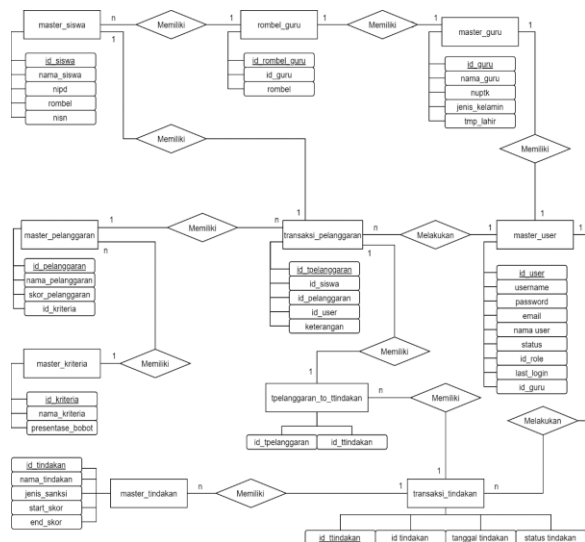 master_siswa
n
Memiliki
1
rombel_guru
1
Memiliki
1
master_guru
1
id_siswa
nama_siswa
nipd
rombel
nisn
id_rombel_guru
id_guru
rombel
id_guru
nama_guru
nuptk
jenis_kelamin
tmp_lahir
1
Memiliki
Memiliki
1
1
master_pelanggaran
1
Memiliki
n
transaksi_pelanggaran
n
Melakukan
1
master_user
1
n
1
id_pelanggaran
nama_pelanggaran
skor_pelanggaran
id_kriteria
id_tpelanggaran
id_siswa
id_pelanggaran
id_user
keterangan
id_user
username
password
email
nama user
status
id_role
last_login
id_guru
master_kriteria
1
Memiliki
Memiliki
1
id_kriteria
nama_kriteria
presentase_bobot
tpelanggaran_to_ttindakan
n
Memiliki
id_tpelanggaran
id_ttindakan
Melakukan
id_tindakan
nama_tindakan
jenis_sanksi
start_skor
end_skor
master_tindakan
n
Memiliki
1
1
transaksi_tindakan
n
id_ttindakan
id tindakan
tanggal tindakan
status tindakan